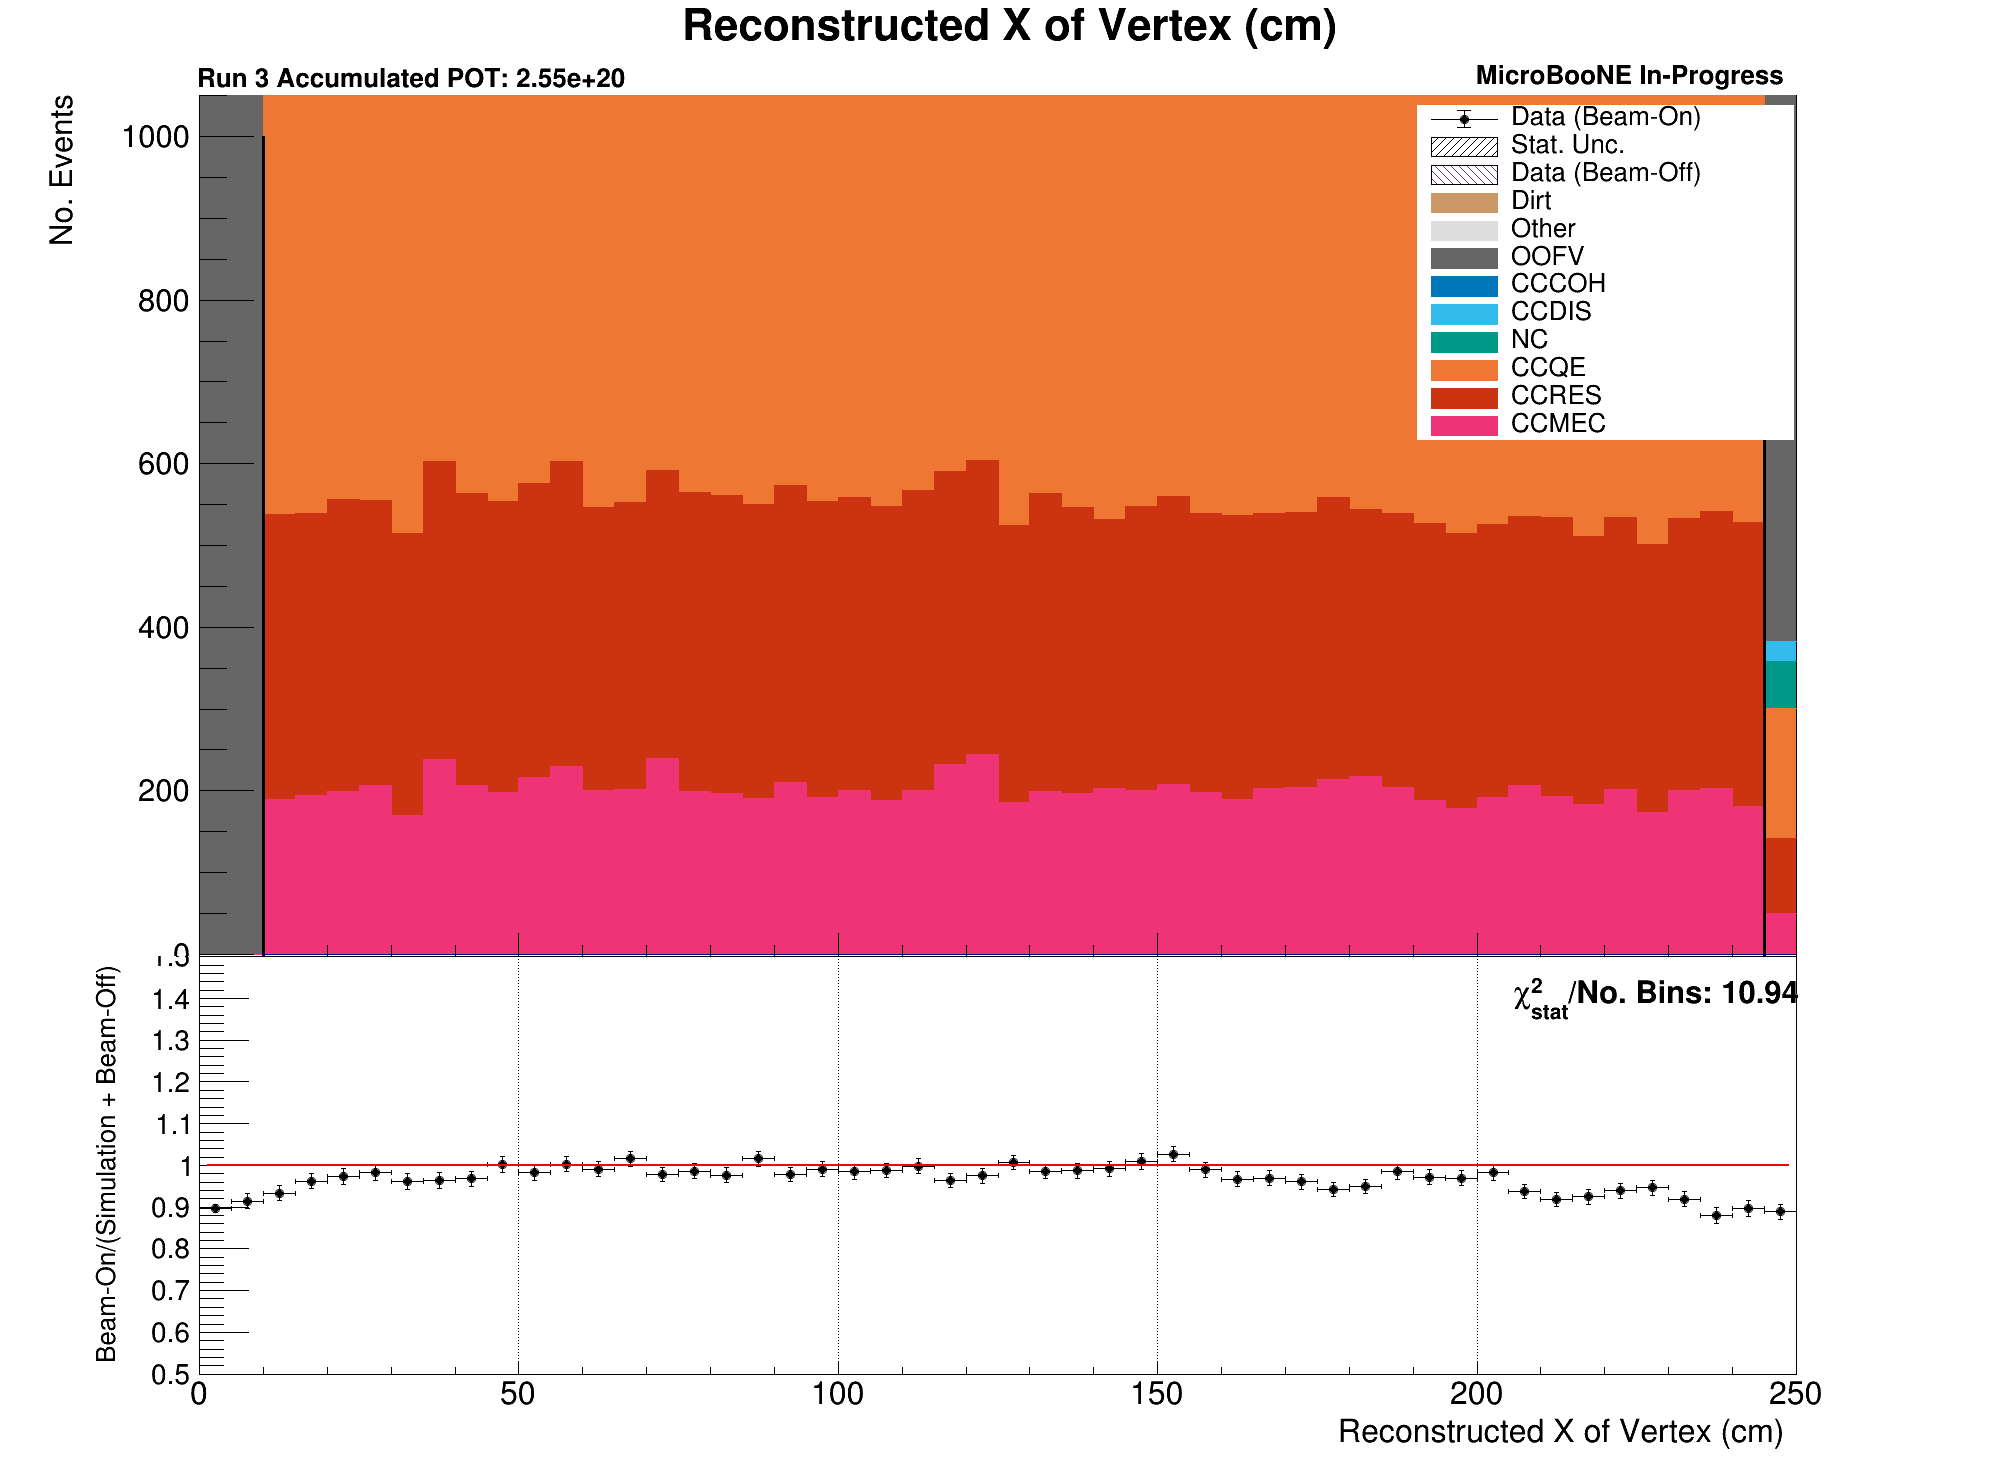 Reconstructed X of Vertex (cm)
Run 3 Accumulated POT: 2.55e+20
MicroBooNE In-Progress
No. Events
1000
800
600
400
200
0
Data (Beam-On)
Stat. Unc.
Data (Beam-Off)
Dirt
Other
OOFV
CCCOH
CCDIS
NC
CCQE
CCRES
CCMEC
Beam-On/(Simulation + Beam-Off)
1.5
1.4
1.3
1.2
1.1
1
0.9
0.8
0.7
0.6
0.5
χ²stat/No. Bins: 10.94
0 50 100 150 200 250
Reconstructed X of Vertex (cm)